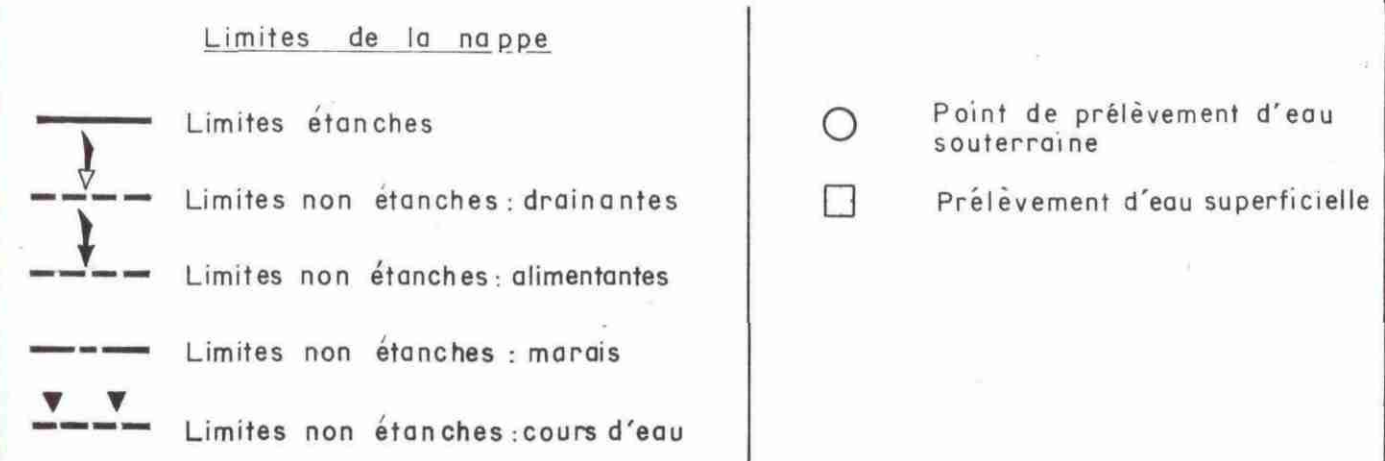 Limites de la nappe
Limites étanches
Limites non étanches : drainantes
Limites non étanches : alimentantes
Limites non étanches : marais
Limites non étanches : cours d'eau
Point de prélèvement d'eau
souterraine
Prélèvement d'eau superficielle